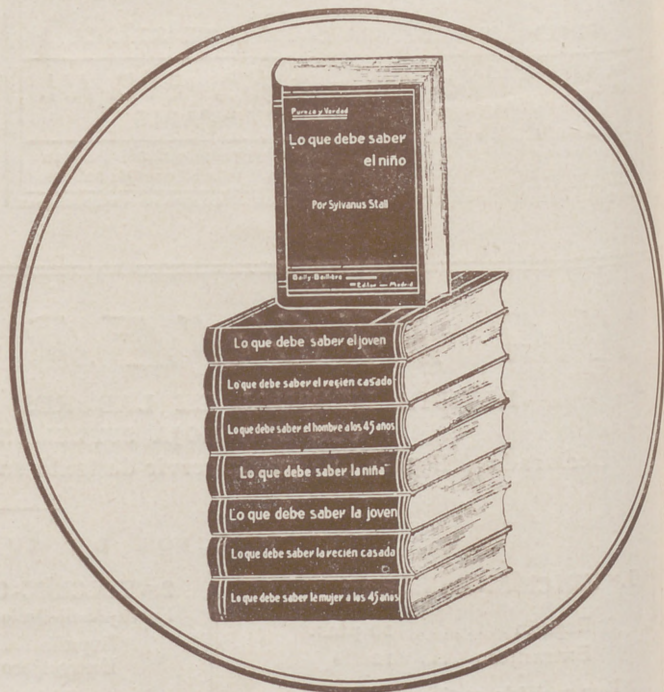 Pureza y Verdad
Lo que debe saber
el niño
Por Sylvanus Stall
Bailly-Bailliere
Editor — Madrid
Lo que debe saber el joven
Lo que debe saber el recién casado
Lo que debe saber el hombre a los 45 años
Lo que debe saber la niña
Lo que debe saber la joven
Lo que debe saber la recién casada
Lo que debe saber le mujer a los 45 años